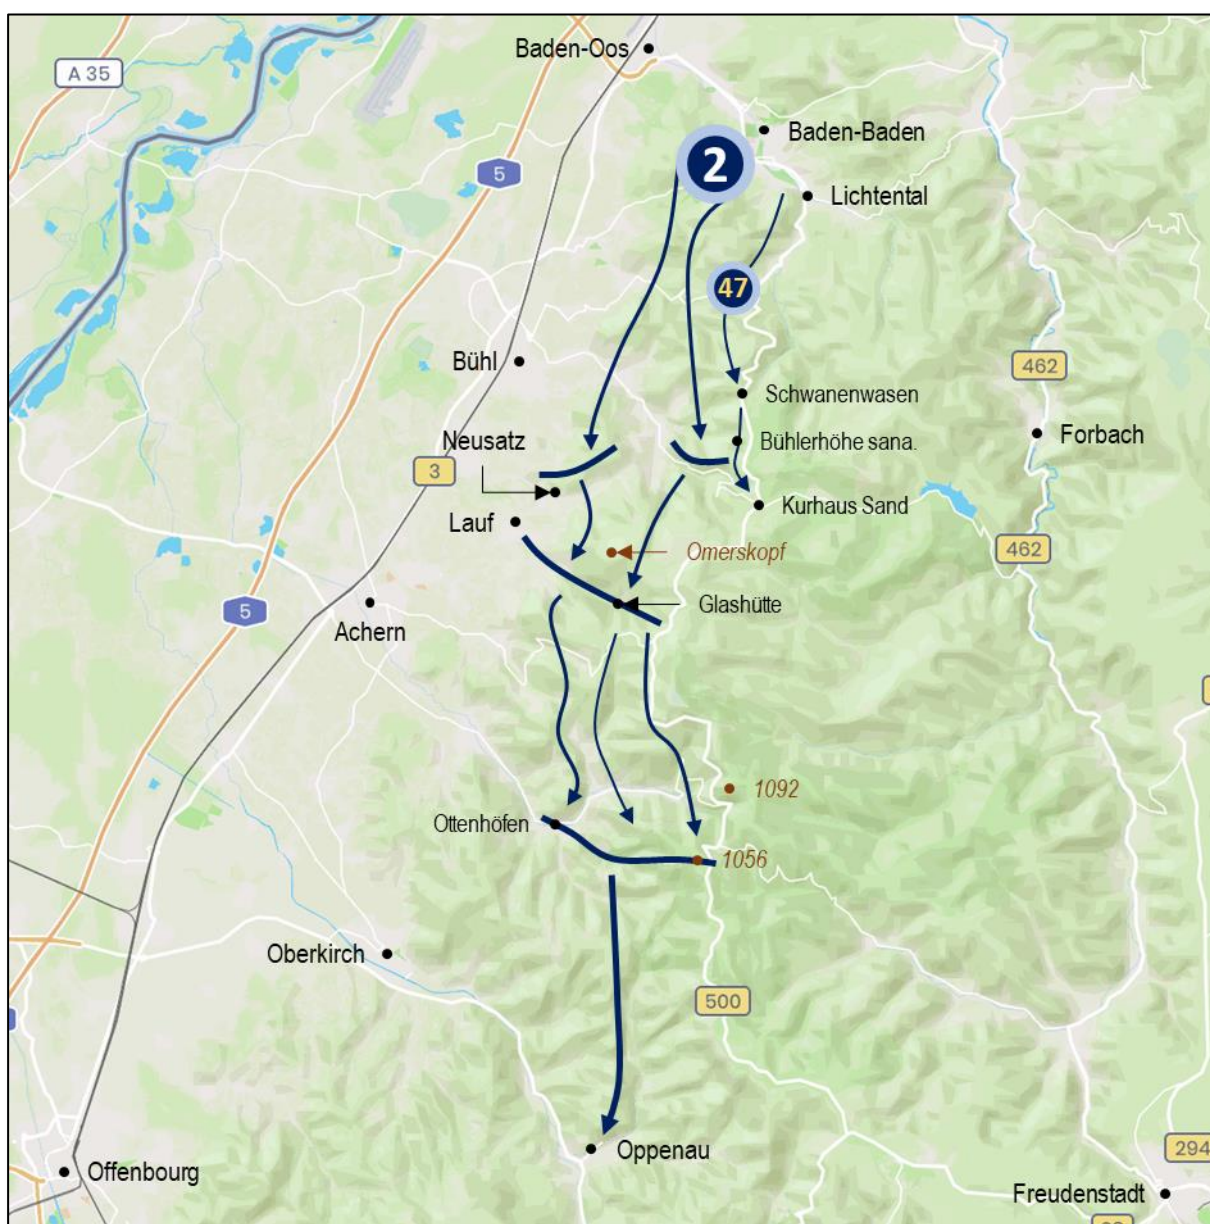 Baden-Oos
A 35
Baden-Baden
2
5
Lichtental
47
Bühl
462
Schwanenwasen
Neusatz
Forbach
Bühlerhöhe sana.
3
Kurhaus Sand
Lauf
Omerskopf
462
Glashütte
5
Achern
1092
Ottenhöfen
1056
Oberkirch
500
Oppenau
294
Offenbourg
Freudenstadt